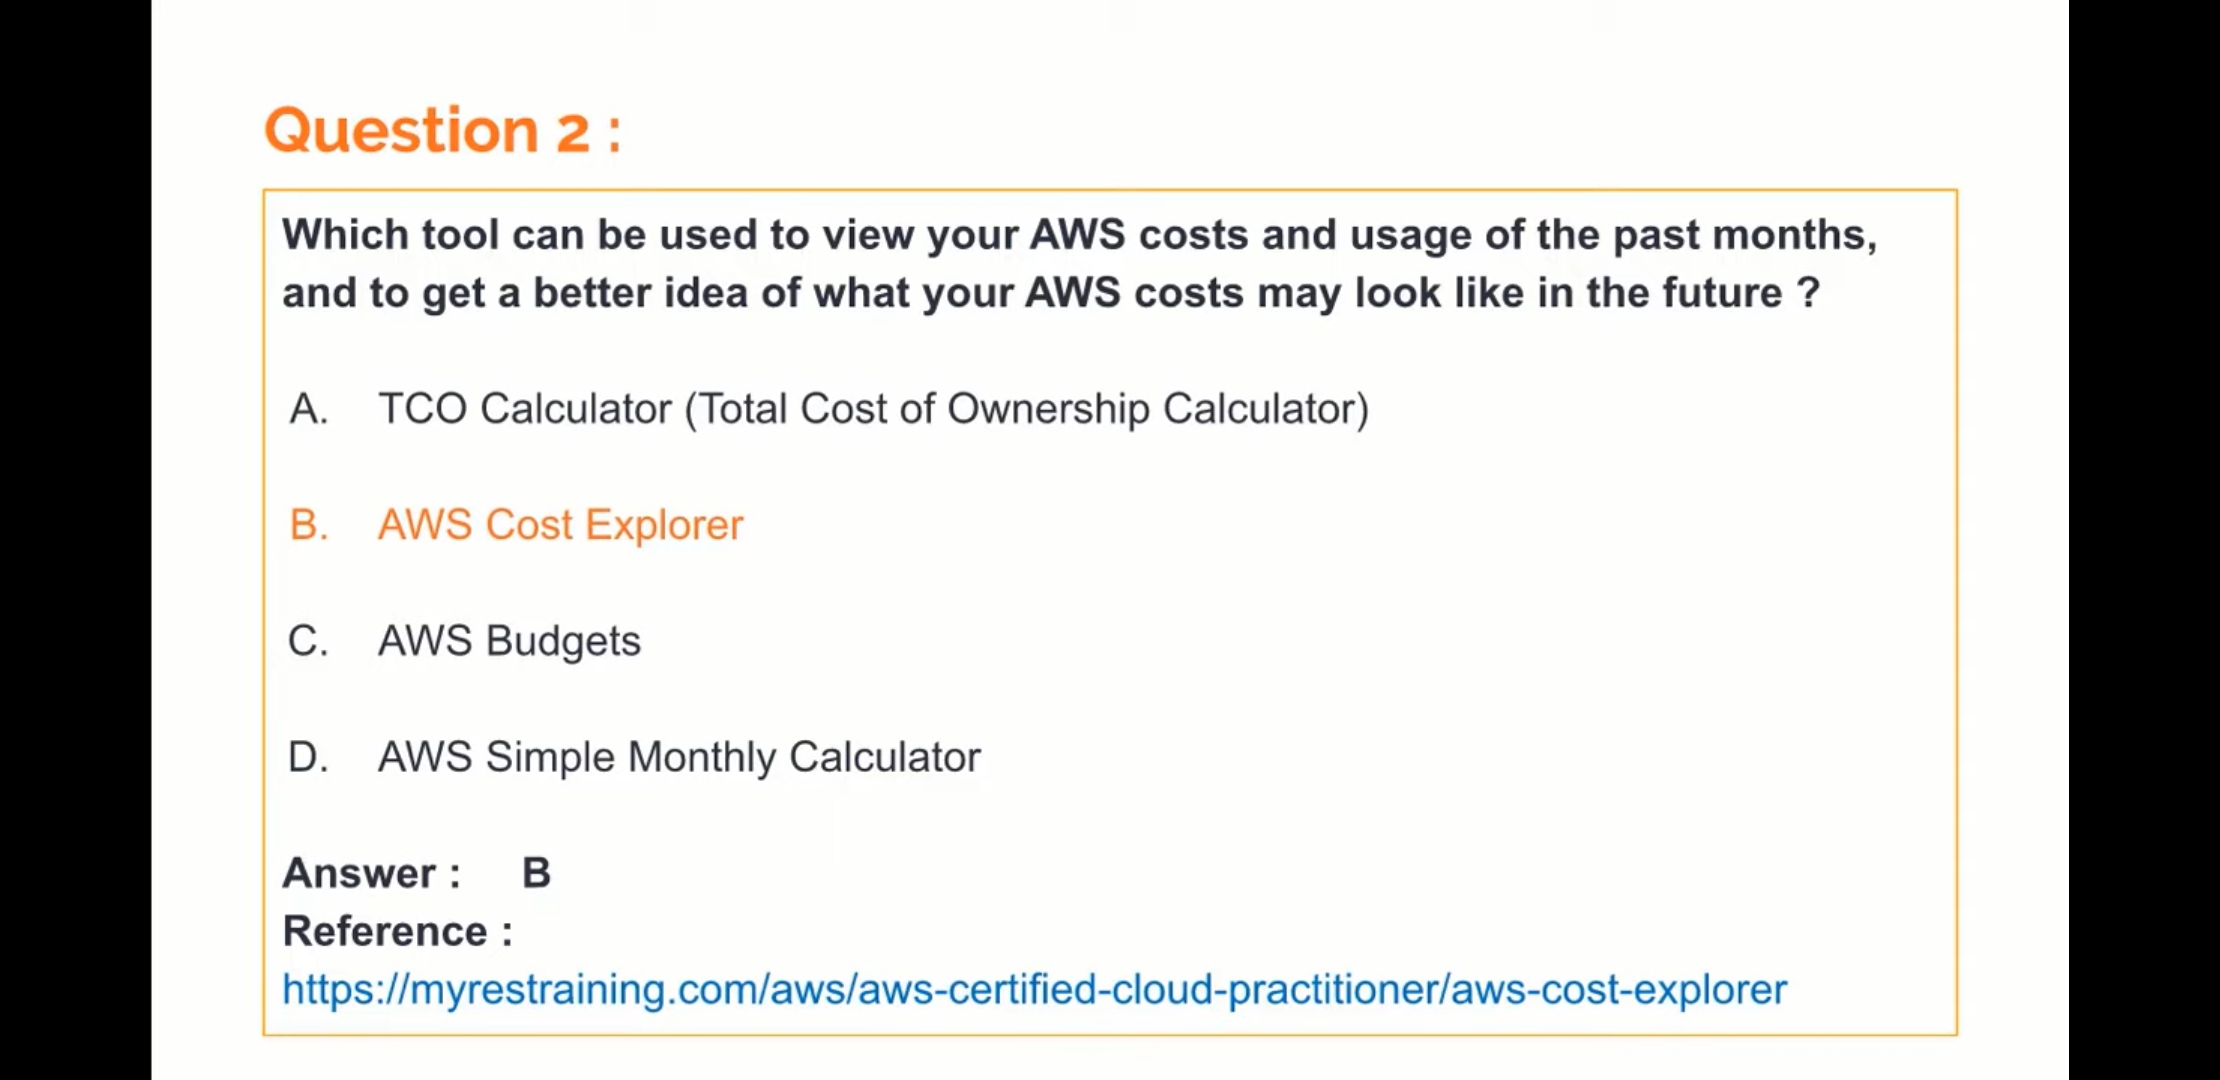 Question 2 :
Which tool can be used to view your AWS costs and usage of the past months,
and to get a better idea of what your AWS costs may look like in the future ?
A. TCO Calculator (Total Cost of Ownership Calculator)
B. AWS Cost Explorer
C. AWS Budgets
D. AWS Simple Monthly Calculator
Answer : B
Reference :
https://myrestraining.com/aws/aws-certified-cloud-practitioner/aws-cost-explorer